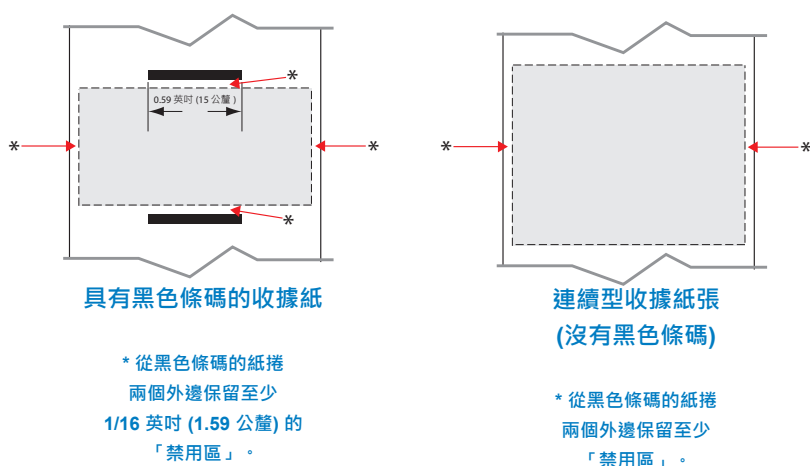 *
0.59 英吋 (15 公釐 )
* *
*
具有黑色條碼的收據紙
* 從黑色條碼的紙捲
兩個外邊保留至少
1/16 英吋 (1.59 公釐) 的
「禁用區」。
* *
連續型收據紙張
(沒有黑色條碼)
* 從黑色條碼的紙捲
兩個外邊保留至少
「禁用區」。